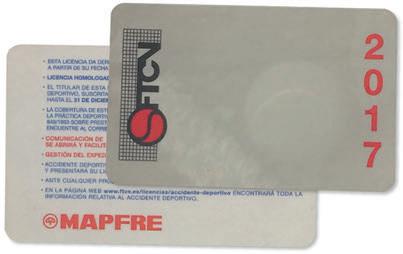 FTCV
2017
• ESTA LICENCIA DA DERE
A PARTIR DE SU FECHA
• LICENCIA HOMOLOGAD
• EL TITULAR DE ESTA
DEPORTIVO, SUSCRITA
HASTA EL 31 DE DICIEM
• LA COBERTURA DE EST
LA PRÁCTICA DEPORTIV
849/1993 SOBRE PREST
ENCUENTRE AL CORRIE
• COMUNICACIÓN DE
SE ABRIRÁ Y FACILIT
• GESTIÓN DEL EXPED
• ACCIDENTE DEPORTIV
Y PRESENTARÁ SU LICE
• ANTE CUALQUIER PRO
• EN LA PÁGINA WEB www.ftcv.es/licencias/accidente-deportivo ENCONTRARÁ TODA LA
INFORMACIÓN RELATIVA AL ACCIDENTE DEPORTIVO.
MAPFRE